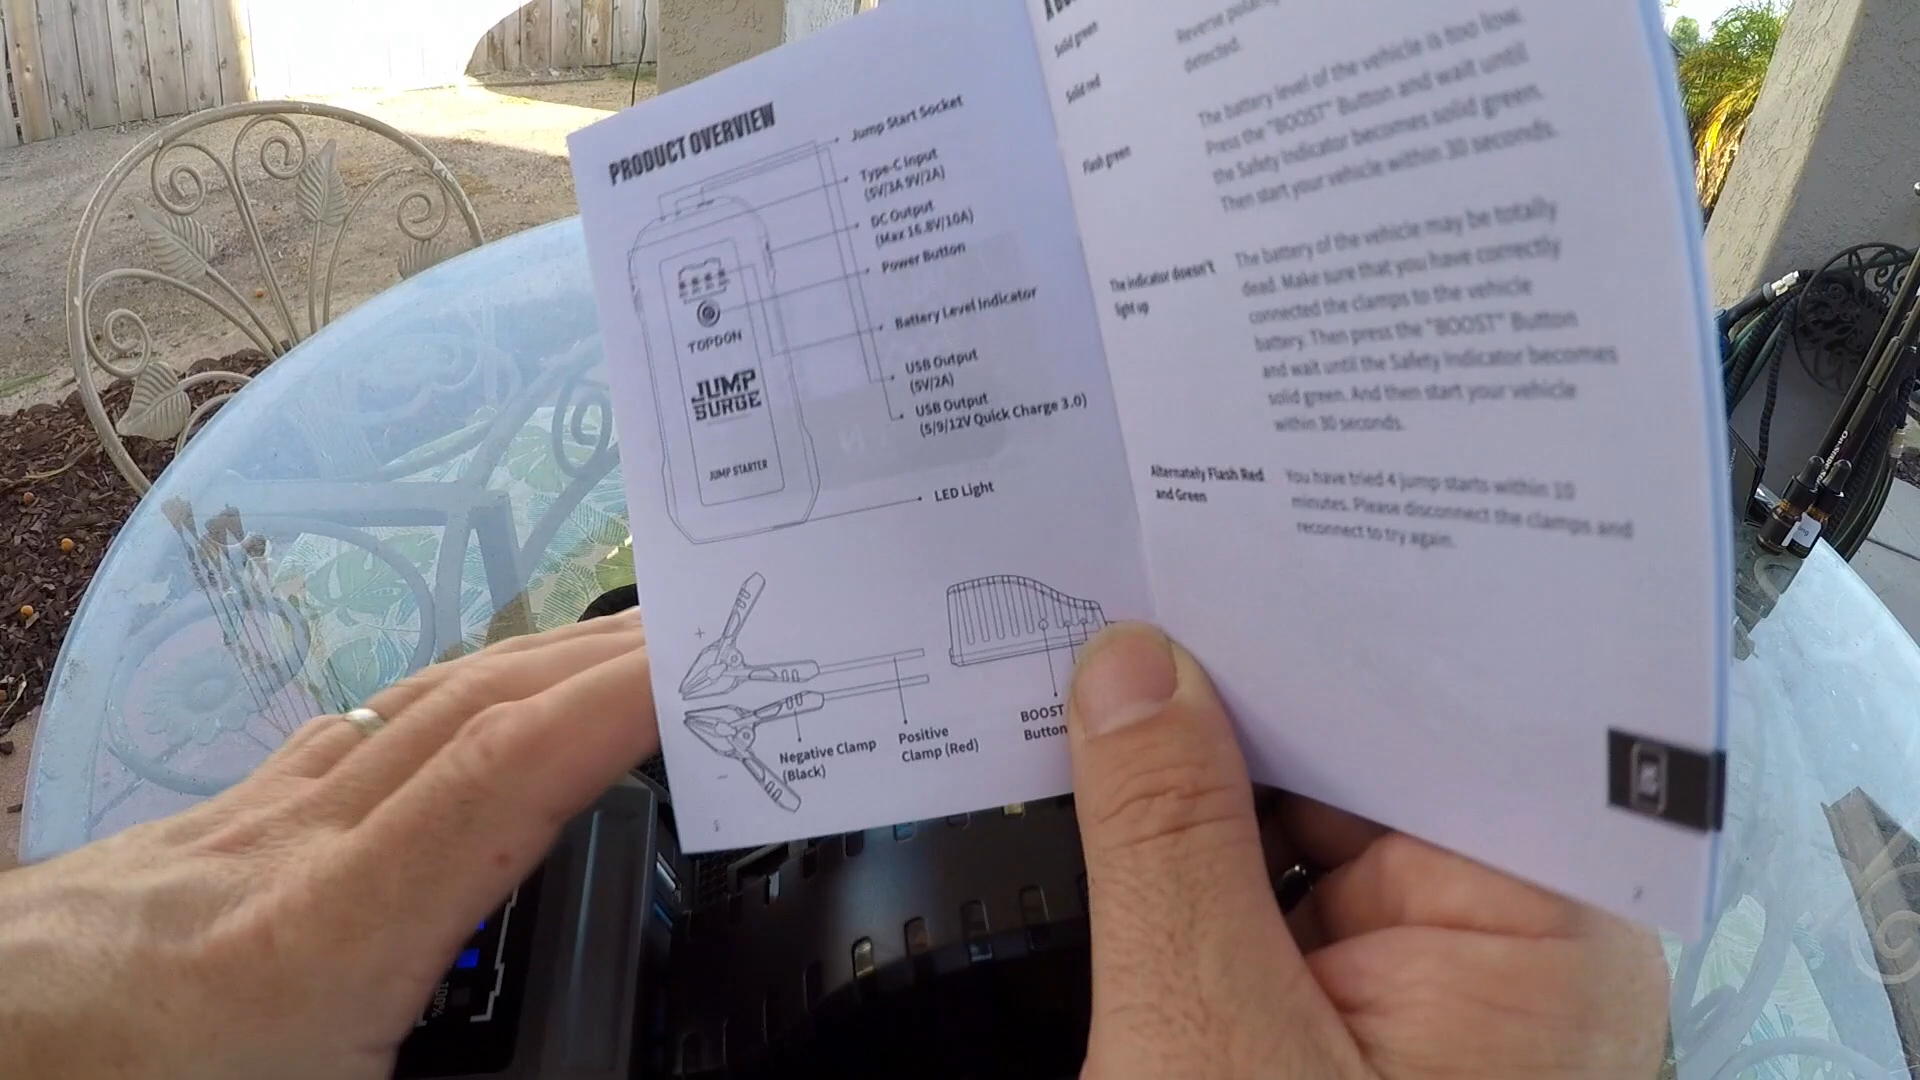 PRODUCT OVERVIEW
Jump Start Socket
Type-C Input
(5V/3A 9V/2A)
DC Output
(Max 16.8V/10A)
Power Button
Battery Level Indicator
USB Output
(5V/2A)
USB Output
(5/9/12V Quick Charge 3.0)
LED Light
TOPDON
JUMP
SURGE
JUMP STARTER
+
−
Negative Clamp
(Black)
Positive
Clamp (Red)
BOOST
Button
5
Solid green
Solid red
Reverse polarity
detected.
Flash green
The battery level of the vehicle is too low.
Press the "BOOST" Button and wait until
the Safety Indicator becomes solid green.
Then start your vehicle within 30 seconds.
The indicator doesn't
light up
The battery of the vehicle may be totally
dead. Make sure that you have correctly
connected the clamps to the vehicle
battery. Then press the "BOOST" Button
and wait until the Safety Indicator becomes
solid green. And then start your vehicle
within 30 seconds.
Alternately Flash Red
and Green
You have tried 4 jump starts within 10
minutes. Please disconnect the clamps and
reconnect to try again.
100%